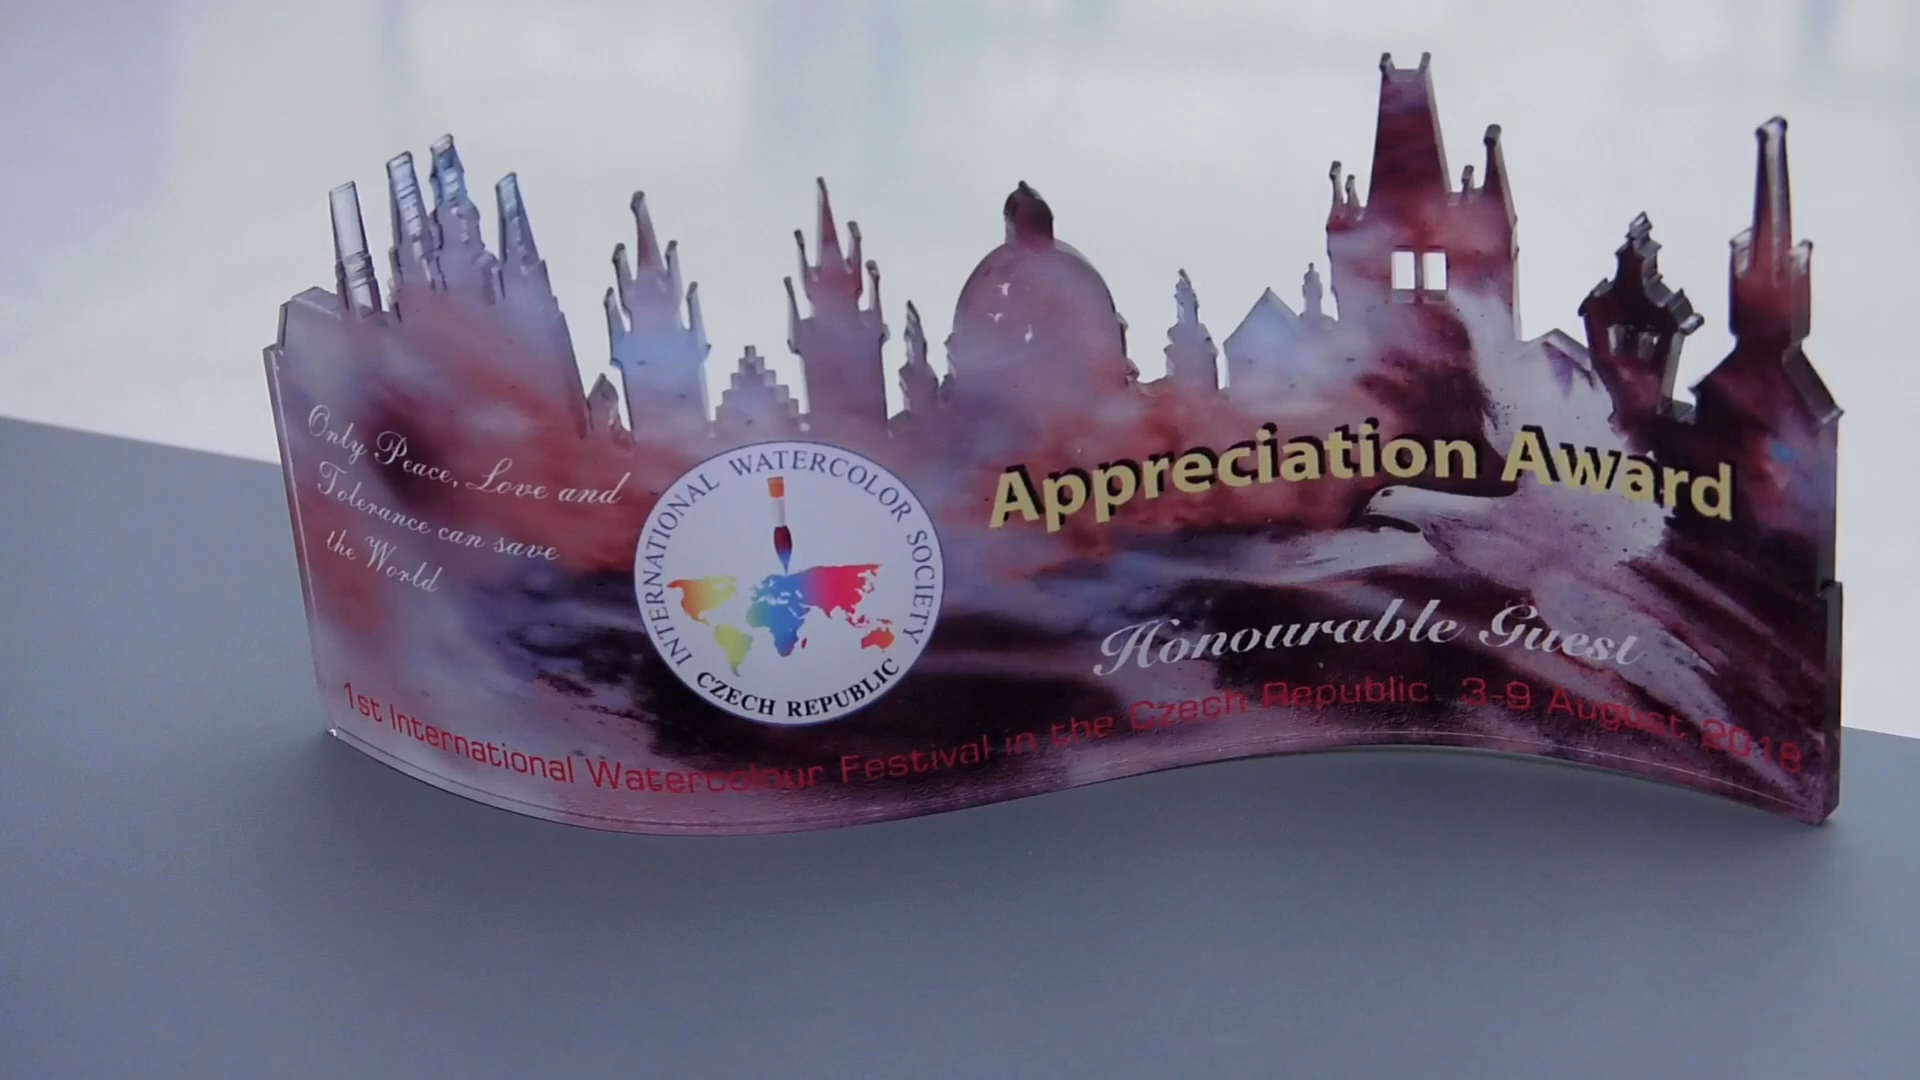 Only Peace, Love and
Tolerance can save
the World
INTERNATIONAL WATERCOLOR SOCIETY
CZECH REPUBLIC
Appreciation Award
Honourable Guest
1st International Watercolour Festival in the Czech Republic 3-9 August 2018